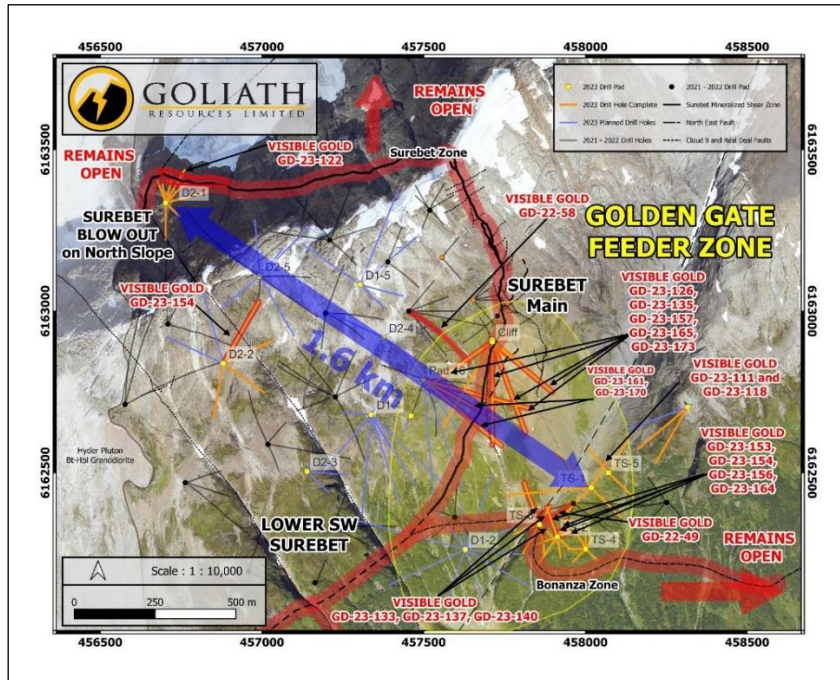 456500
457000
457500
458000
458500
GOLIATH
RESOURCES LIMITED
2023 Drill Pad
2021 - 2022 Drill Pad
2023 Drill Hole Complete
Surebet Mineralized Shear Zone
2023 Planned Drill Holes
North East Fault
2021 - 2022 Drill Holes
Cloud 9 and Real Deal Faults
6163500
6163000
6162500
6163500
6163000
6162500
REMAINS
OPEN
REMAINS
OPEN
VISIBLE GOLD
GD-23-122
Surebet Zone
D2-1
SUREBET
BLOW OUT
on North Slope
VISIBLE GOLD
GD-22-58
GOLDEN GATE
FEEDER ZONE
D2-5
D1-5
VISIBLE GOLD
GD-23-154
SUREBET
Main
VISIBLE GOLD
GD-23-126,
GD-23-135,
GD-23-157,
GD-23-165,
GD-23-173
D2-4
Cliff
D2-2
1.6 km
Pad
VISIBLE GOLD
GD-23-161,
GD-23-170
VISIBLE GOLD
GD-23-111 and
GD-23-118
Hyder Pluton
Bt-Hbl Granodiorite
D2-3
TS-1
TS-5
VISIBLE GOLD
GD-23-153,
GD-23-154,
GD-23-156,
GD-23-164
LOWER SW
SUREBET
D1-2
TS-4
VISIBLE GOLD
GD-22-49
REMAINS
OPEN
Bonanza Zone
VISIBLE GOLD
GD-23-133, GD-23-137, GD-23-140
Scale : 1 : 10,000
0 250 500 m
456500
457000
457500
458000
458500